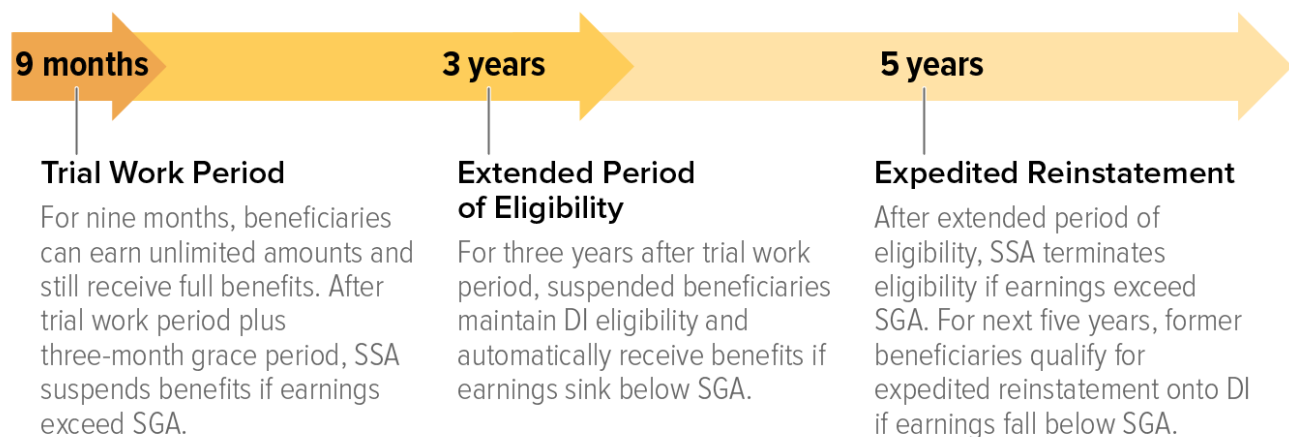 9 months
3 years
5 years
Trial Work Period
For nine months, beneficiaries
can earn unlimited amounts and
still receive full benefits. After
trial work period plus
three-month grace period, SSA
suspends benefits if earnings
exceed SGA.
Extended Period
of Eligibility
For three years after trial work
period, suspended beneficiaries
maintain DI eligibility and
automatically receive benefits if
earnings sink below SGA.
Expedited Reinstatement
After extended period of
eligibility, SSA terminates
eligibility if earnings exceed
SGA. For next five years, former
beneficiaries qualify for
expedited reinstatement onto DI
if earnings fall below SGA.